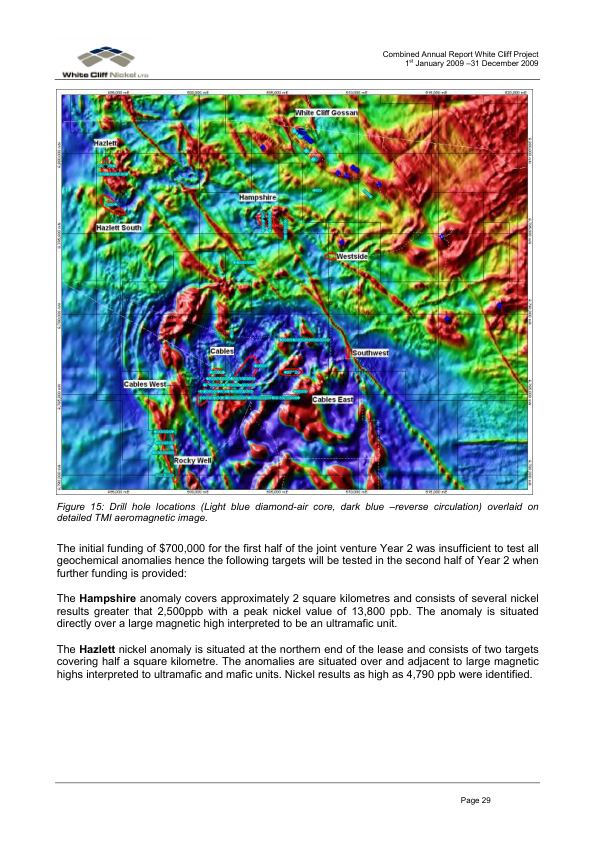 White Cliff Nickel LTD
Combined Annual Report White Cliff Project
1st January 2009 –31 December 2009
White Cliff Gossan
Hazlett
Hampshire
Hazlett South
Westside
Cables
Southwest
Cables West
Cables East
Rocky Well
Figure 15: Drill hole locations (Light blue diamond-air core, dark blue –reverse circulation) overlaid on
detailed TMI aeromagnetic image.
The initial funding of $700,000 for the first half of the joint venture Year 2 was insufficient to test all
geochemical anomalies hence the following targets will be tested in the second half of Year 2 when
further funding is provided:
The Hampshire anomaly covers approximately 2 square kilometres and consists of several nickel
results greater that 2,500ppb with a peak nickel value of 13,800 ppb. The anomaly is situated
directly over a large magnetic high interpreted to be an ultramafic unit.
The Hazlett nickel anomaly is situated at the northern end of the lease and consists of two targets
covering half a square kilometre. The anomalies are situated over and adjacent to large magnetic
highs interpreted to ultramafic and mafic units. Nickel results as high as 4,790 ppb were identified.
Page 29